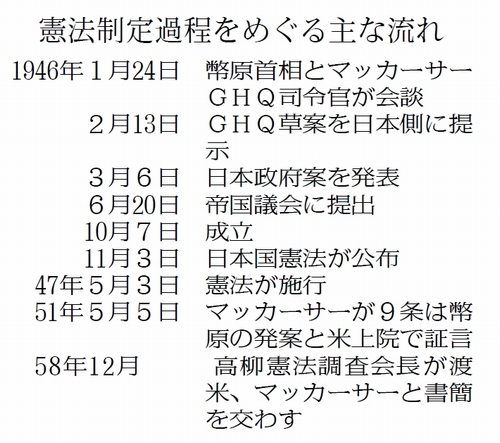 憲法制定過程をめぐる主な流れ
1946年１月24日 幣原首相とマッカーサー
ＧＨＱ司令官が会談
２月13日 ＧＨＱ草案を日本側に提
示
３月６日 日本政府案を発表
６月20日 帝国議会に提出
10月７日 成立
11月３日 日本国憲法が公布
47年５月３日 憲法が施行
51年５月５日 マッカーサーが９条は幣
原の発案と米上院で証言
58年12月 高柳憲法調査会長が渡
米、マッカーサーと書簡
を交わす